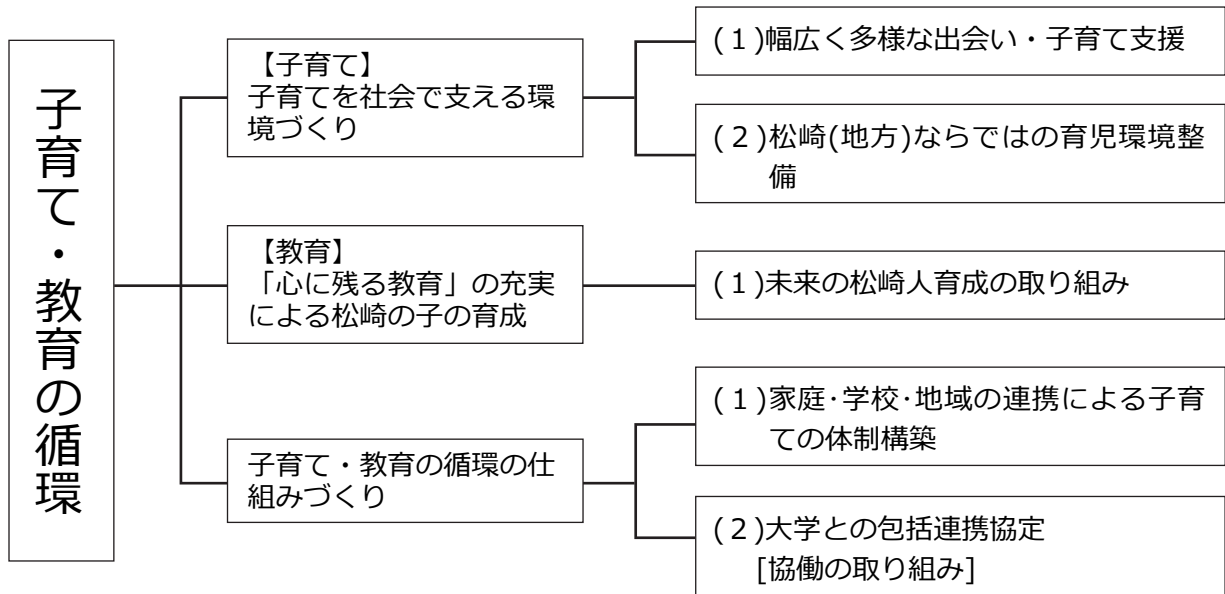 子育て・教育の循環
【子育て】
子育てを社会で支える環
境づくり
(１)幅広く多様な出会い・子育て支援
(２)松崎(地方)ならではの育児環境整
備
【教育】
「心に残る教育」の充実
による松崎の子の育成
(１)未来の松崎人育成の取り組み
子育て・教育の循環の仕
組みづくり
(１)家庭･学校･地域の連携による子育
ての体制構築
(２)大学との包括連携協定
[協働の取り組み]